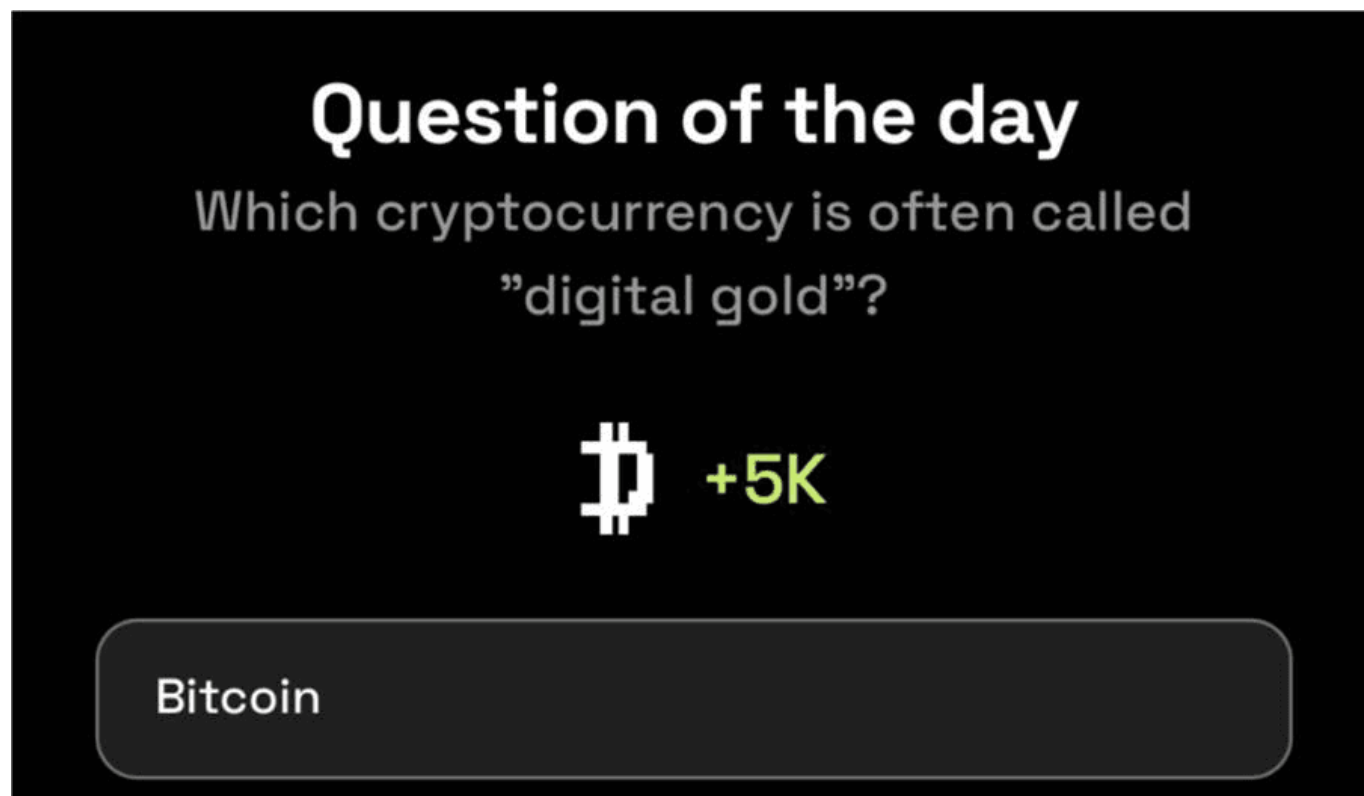 Question of the day
Which cryptocurrency is often called
”digital gold”?
+5K
Bitcoin